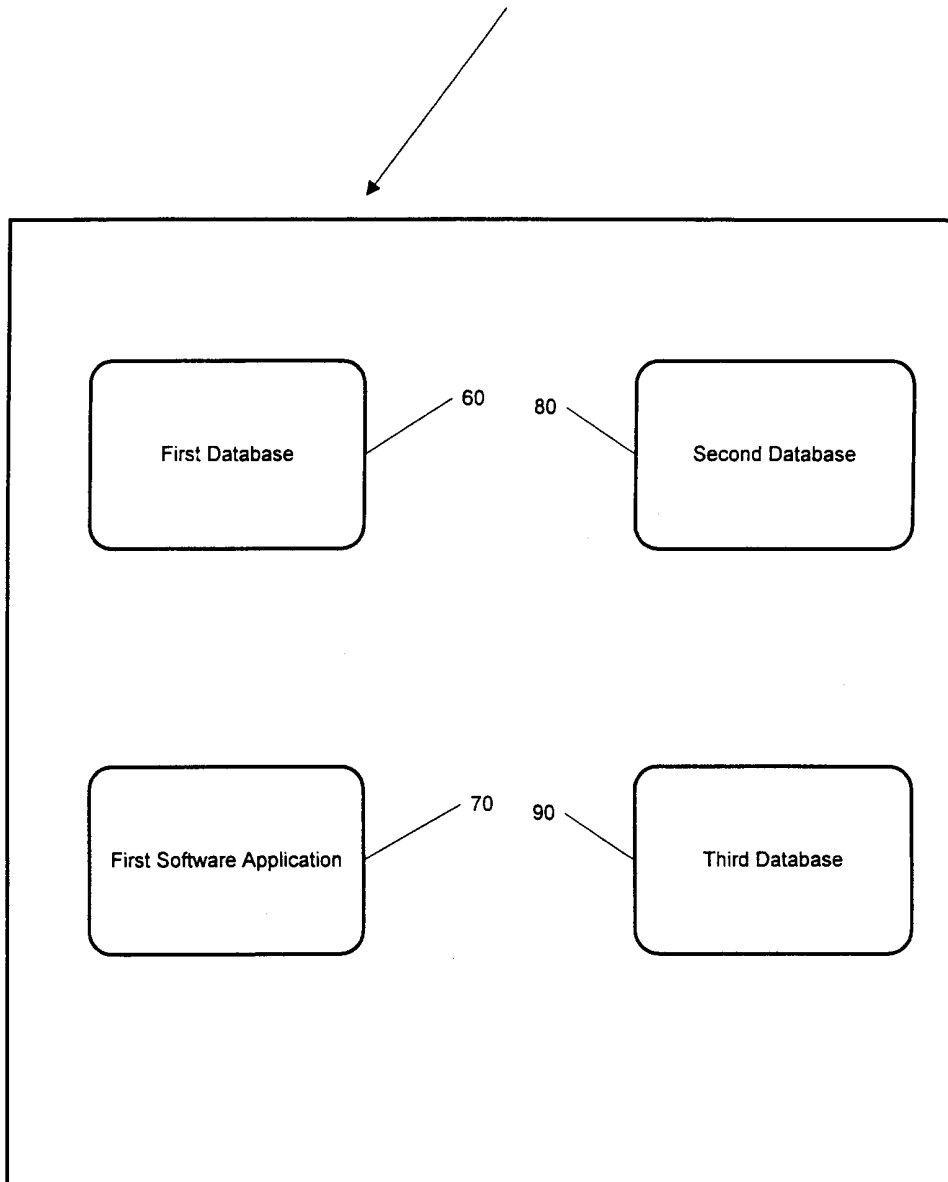 60
80
First Database
Second Database
70
90
First Software Application
Third Database